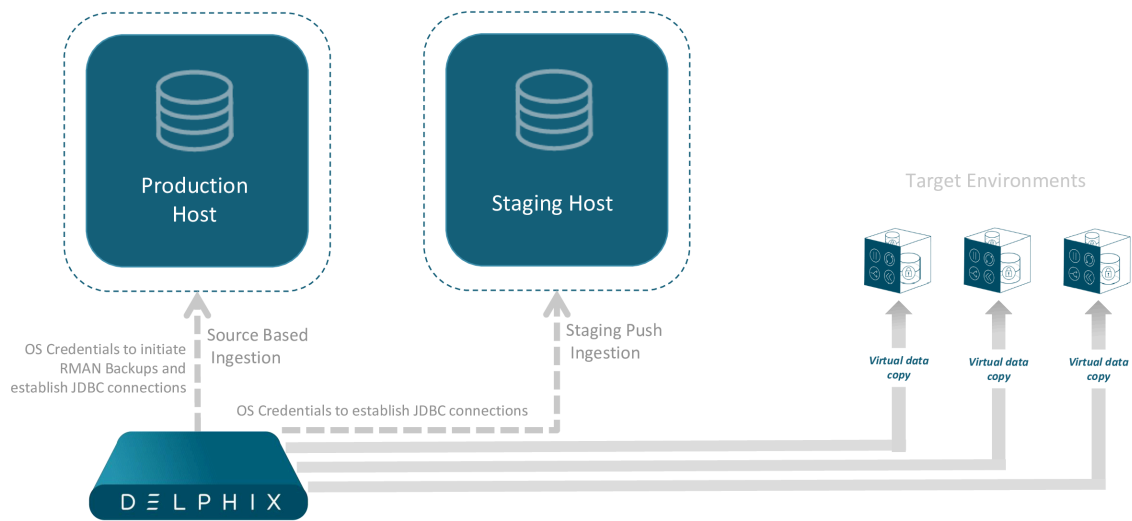 Production
Host
Staging Host
Target Environments
Source Based
Ingestion
OS Credentials to initiate
RMAN Backups and
establish JDBC connections
Staging Push
Ingestion
OS Credentials to establish JDBC connections
Virtual data
copy
Virtual data
copy
Virtual data
copy
DELPHIX